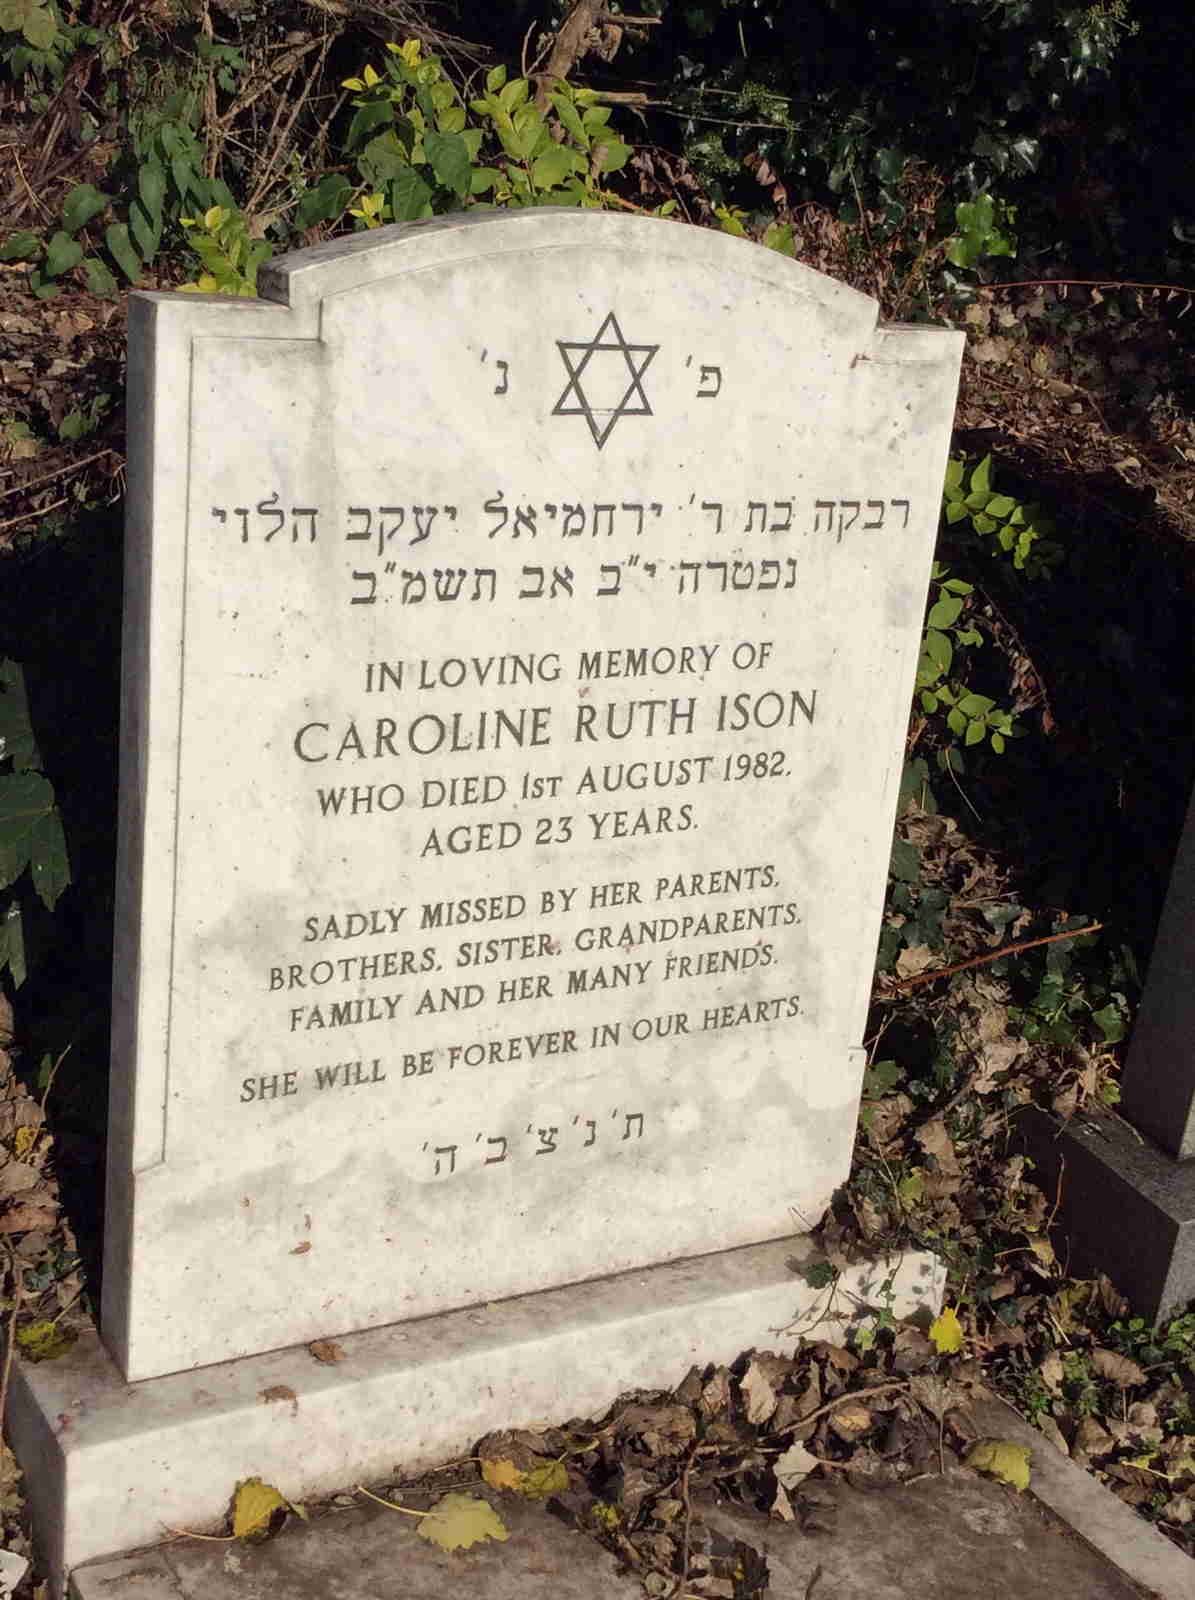 פ׳ נ׳
רבקה בת ר׳ ירחמיאל יעקב הלוי
נפטרה י״ב אב תשמ״ב
IN LOVING MEMORY OF
CAROLINE RUTH ISON
WHO DIED 1ST AUGUST 1982.
AGED 23 YEARS.
SADLY MISSED BY HER PARENTS,
BROTHERS, SISTER, GRANDPARENTS,
FAMILY AND HER MANY FRIENDS.
SHE WILL BE FOREVER IN OUR HEARTS.
ת׳ נ׳ צ׳ ב׳ ה׳